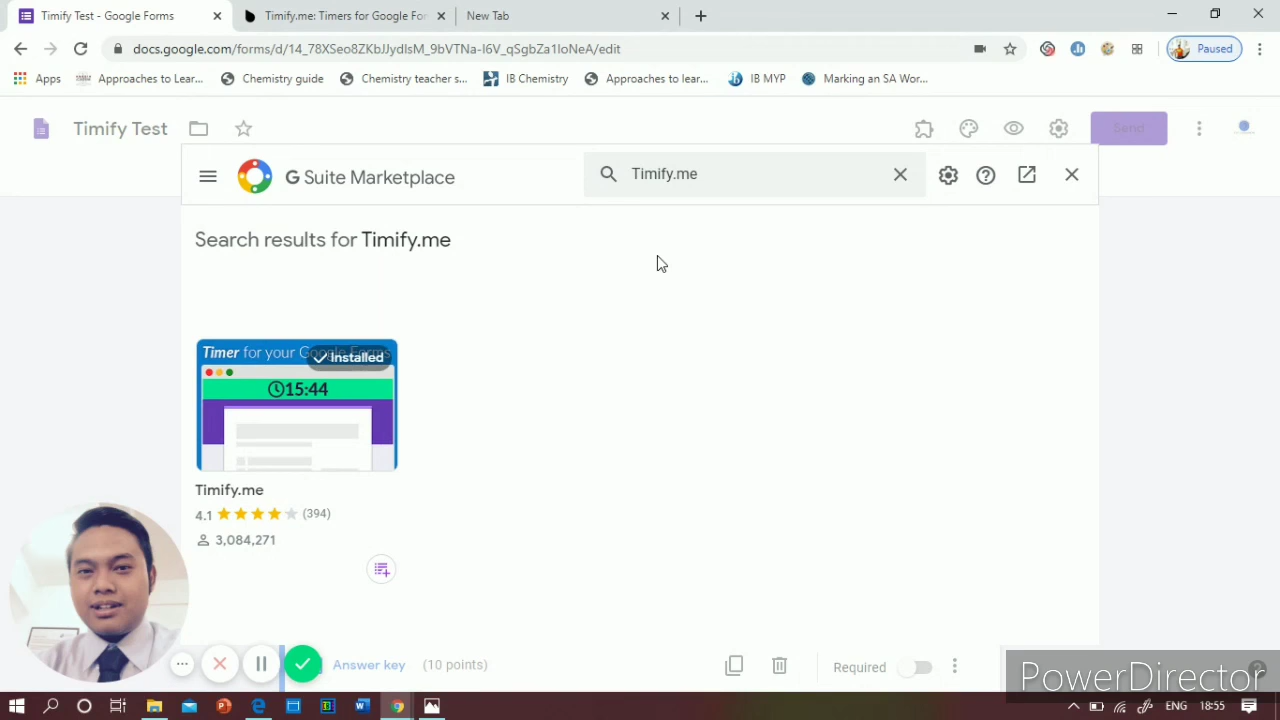 Timify Test - Google Forms
Timify.me: Timers for Google For
New Tab
docs.google.com/forms/d/14_78XSeo8ZKbJJydIsM_9bVTNa-I6V_qSgbZa1IoNeA/edit
Paused
Apps
Approaches to Lear...
Chemistry guide
Chemistry teacher s...
IB Chemistry
Approaches to lear...
IB MYP
Marking an SA Wor...
Timify Test
Send
G Suite Marketplace
Timify.me
Search results for Timify.me
Timer for your Google Forms
Installed
15:44
Timify.me
4.1
(394)
3,084,271
Answer key
(10 points)
Required
PowerDirector
ENG
18:55